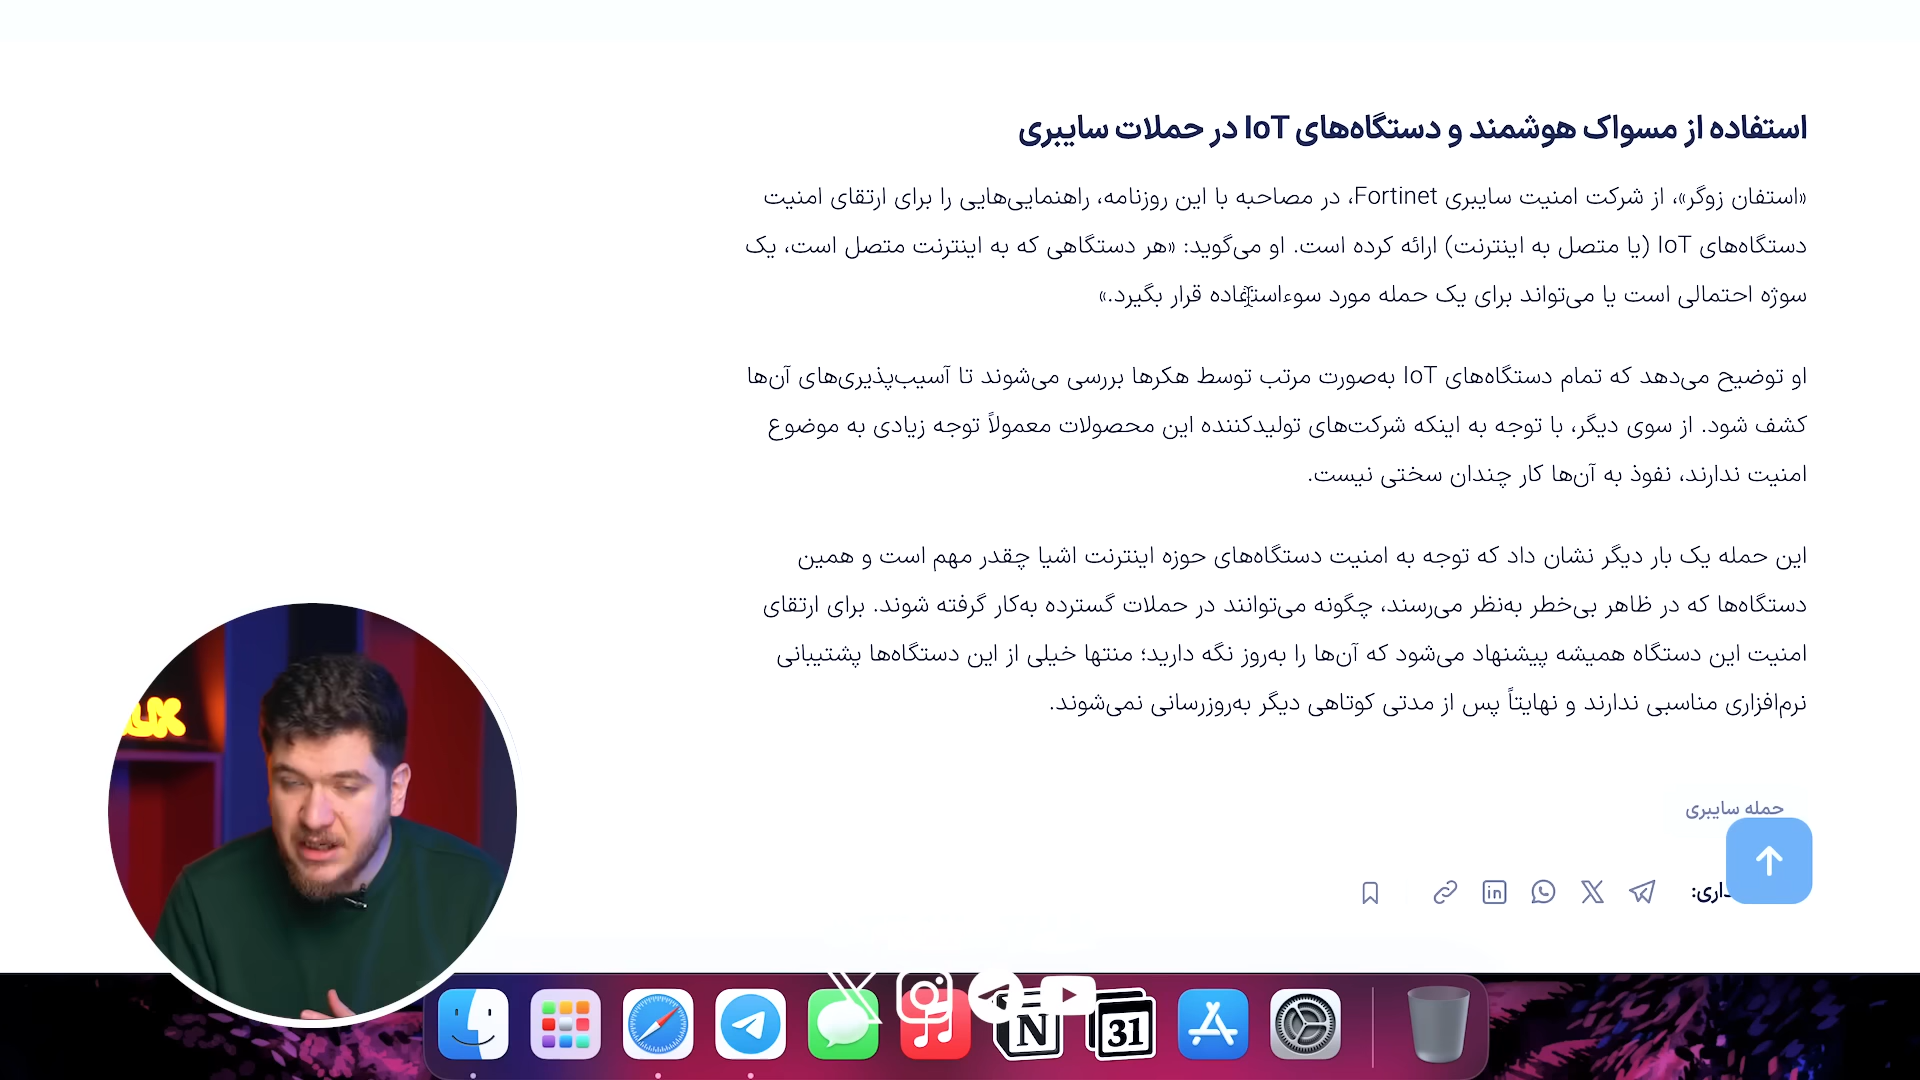 استفاده از مسواک هوشمند و دستگاه‌های IoT در حملات سایبری
«استفان زوگر»، از شرکت امنیت سایبری Fortinet، در مصاحبه با این روزنامه، راهنمایی‌هایی را برای ارتقای امنیت
دستگاه‌های IoT (یا متصل به اینترنت) ارائه کرده است. او می‌گوید: «هر دستگاهی که به اینترنت متصل است، یک
سوژه احتمالی است یا می‌تواند برای یک حمله مورد سوءاستفاده قرار بگیرد.»
او توضیح می‌دهد که تمام دستگاه‌های IoT به‌صورت مرتب توسط هکرها بررسی می‌شوند تا آسیب‌پذیری‌های آن‌ها
کشف شود. از سوی دیگر، با توجه به اینکه شرکت‌های تولیدکننده این محصولات معمولاً توجه زیادی به موضوع
امنیت ندارند، نفوذ به آن‌ها کار چندان سختی نیست.
این حمله یک بار دیگر نشان داد که توجه به امنیت دستگاه‌های حوزه اینترنت اشیا چقدر مهم است و همین
دستگاه‌ها که در ظاهر بی‌خطر به‌نظر می‌رسند، چگونه می‌توانند در حملات گسترده به‌کار گرفته شوند. برای ارتقای
امنیت این دستگاه همیشه پیشنهاد می‌شود که آن‌ها را به‌روز نگه دارید؛ منتها خیلی از این دستگاه‌ها پشتیبانی
نرم‌افزاری مناسبی ندارند و نهایتاً پس از مدتی کوتاهی دیگر به‌روزرسانی نمی‌شوند.
حمله سایبری
31